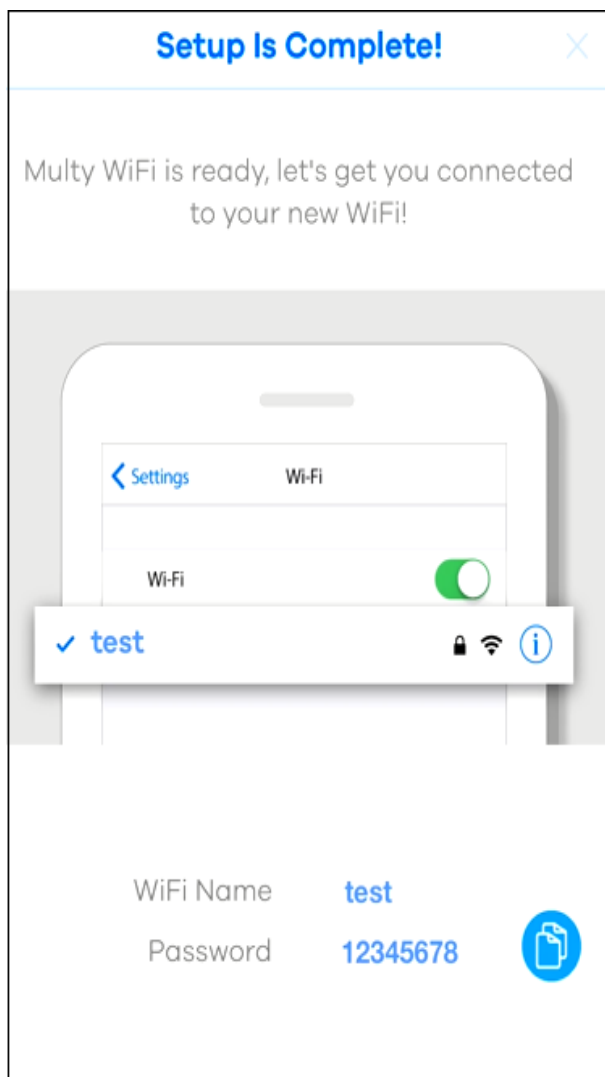 Setup Is Complete!
Multy WiFi is ready, let's get you connected
to your new WiFi!
Settings Wi-Fi
Wi-Fi
test
WiFi Name test
Password 12345678